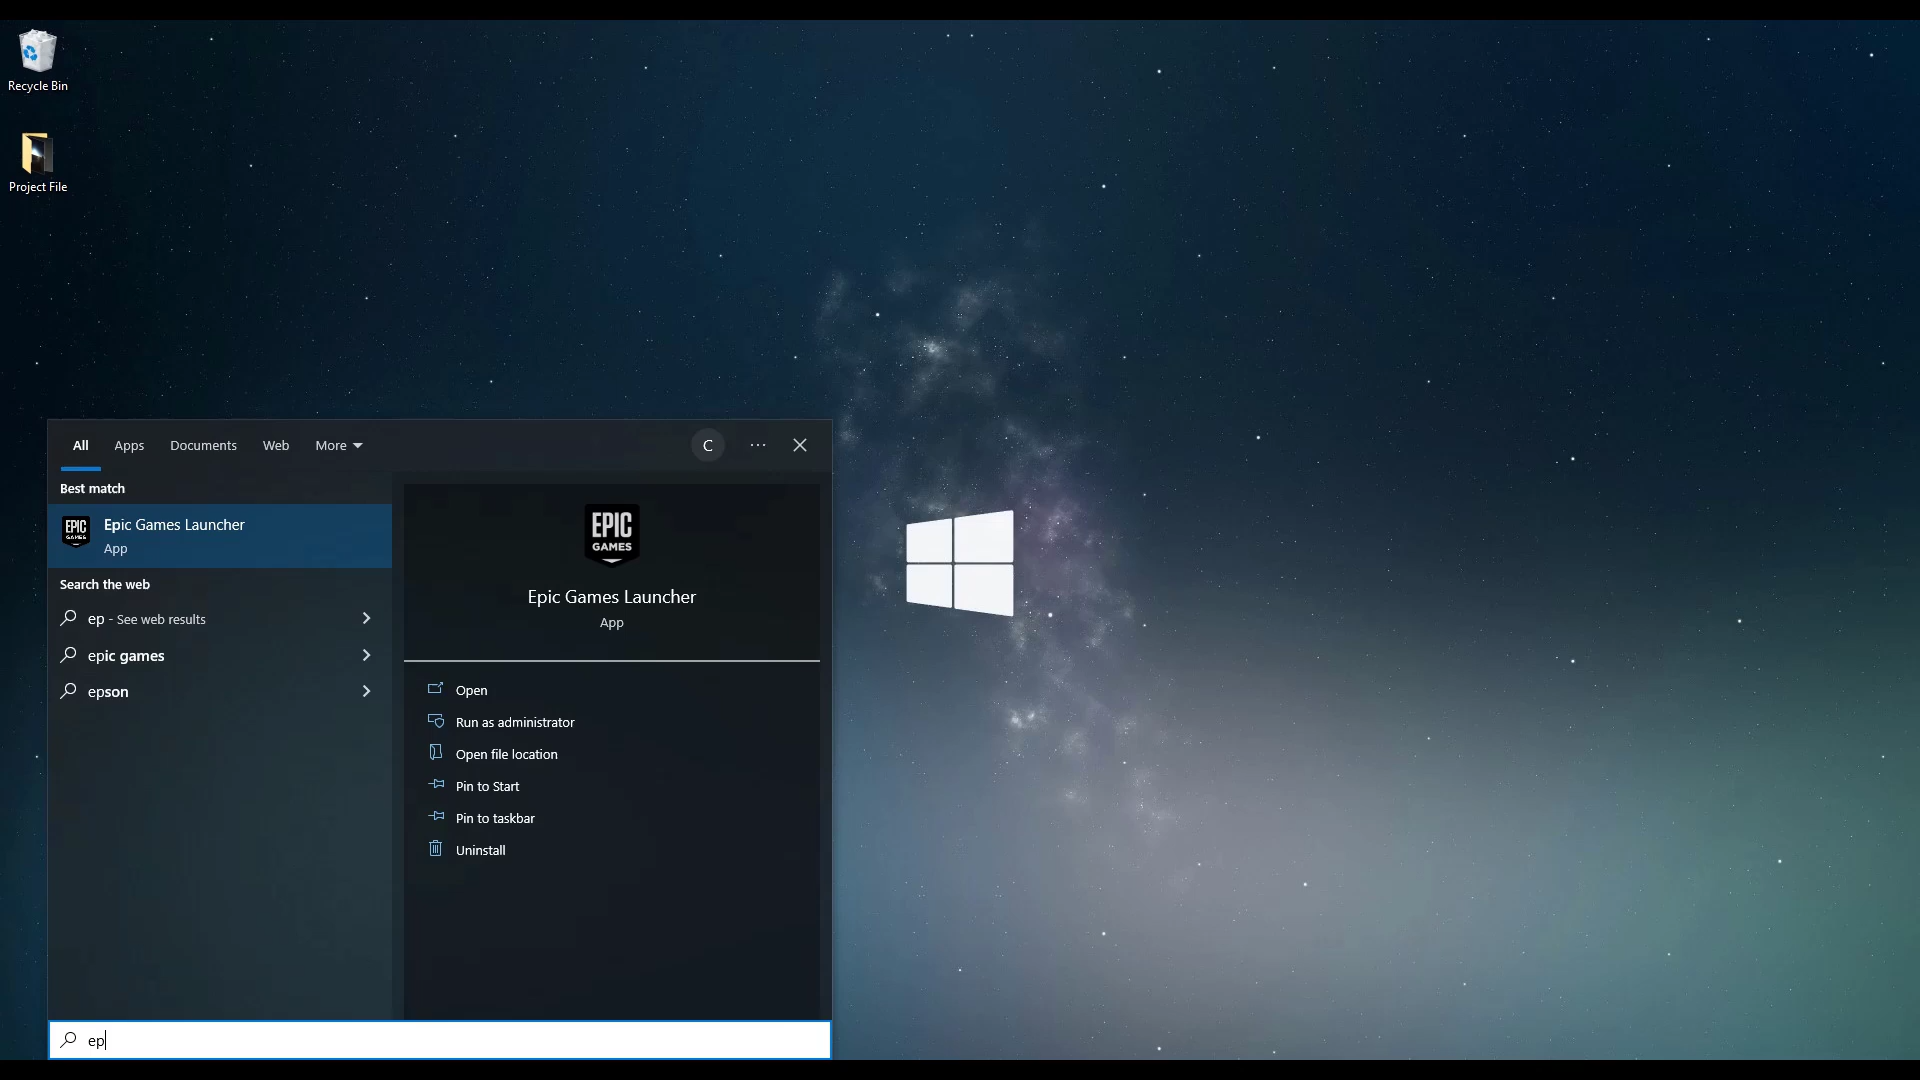 Recycle Bin
Project File
All Apps Documents Web More C
Best match
EPIC GAMES
Epic Games Launcher
App
Search the web
ep - See web results
epic games
epson
EPIC
GAMES
Epic Games Launcher
App
Open
Run as administrator
Open file location
Pin to Start
Pin to taskbar
Uninstall
ep